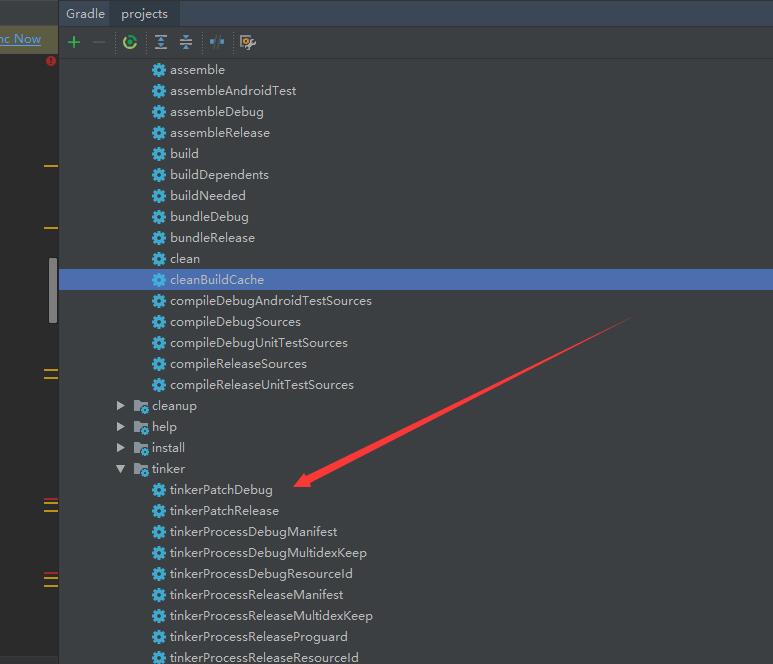 Gradle projects
nc Now
assemble
assembleAndroidTest
assembleDebug
assembleRelease
build
buildDependents
buildNeeded
bundleDebug
bundleRelease
clean
cleanBuildCache
compileDebugAndroidTestSources
compileDebugSources
compileDebugUnitTestSources
compileReleaseSources
compileReleaseUnitTestSources
cleanup
help
install
tinker
tinkerPatchDebug
tinkerPatchRelease
tinkerProcessDebugManifest
tinkerProcessDebugMultidexKeep
tinkerProcessDebugResourceId
tinkerProcessReleaseManifest
tinkerProcessReleaseMultidexKeep
tinkerProcessReleaseProguard
tinkerProcessReleaseResourceId